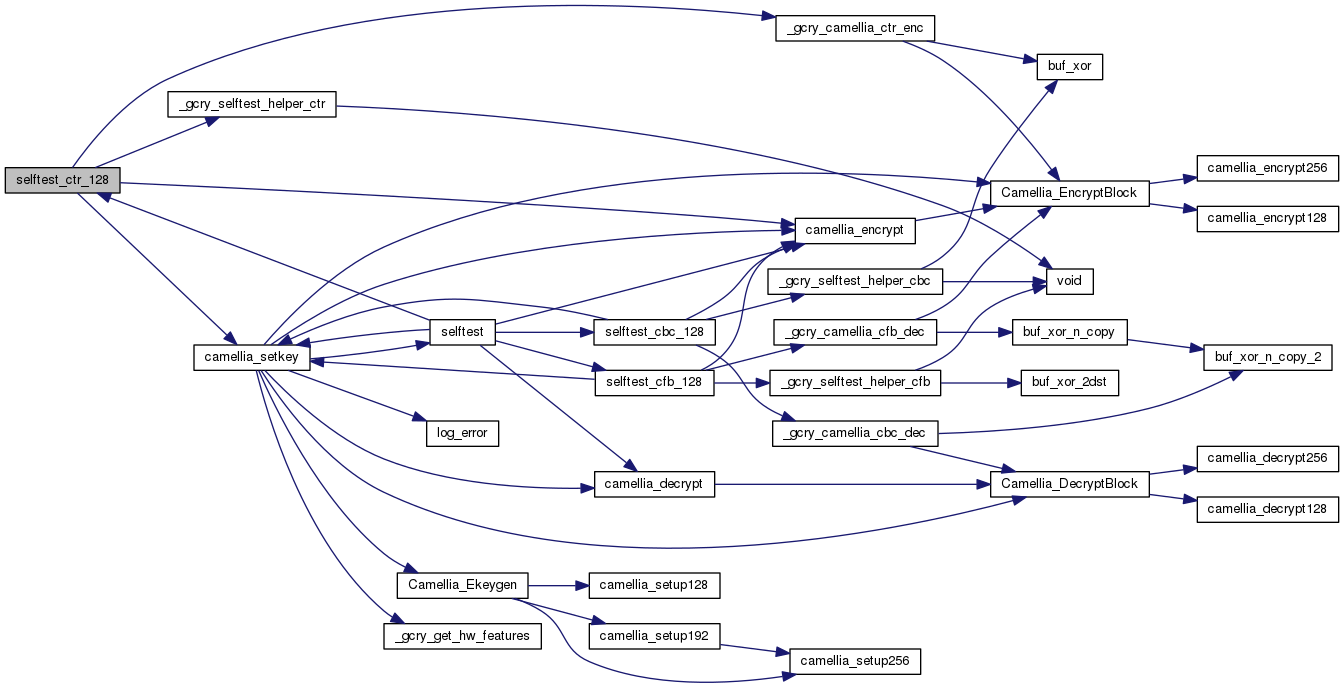 _gcry_camellia_ctr_enc
buf_xor
_gcry_selftest_helper_ctr
selftest_ctr_128
camellia_encrypt256
Camellia_EncryptBlock
camellia_encrypt128
camellia_encrypt
_gcry_selftest_helper_cbc
void
selftest
selftest_cbc_128
_gcry_camellia_cfb_dec
buf_xor_n_copy
camellia_setkey
buf_xor_n_copy_2
selftest_cfb_128
_gcry_selftest_helper_cfb
buf_xor_2dst
log_error
_gcry_camellia_cbc_dec
camellia_decrypt256
camellia_decrypt
Camellia_DecryptBlock
camellia_decrypt128
Camellia_Ekeygen
camellia_setup128
_gcry_get_hw_features
camellia_setup192
camellia_setup256